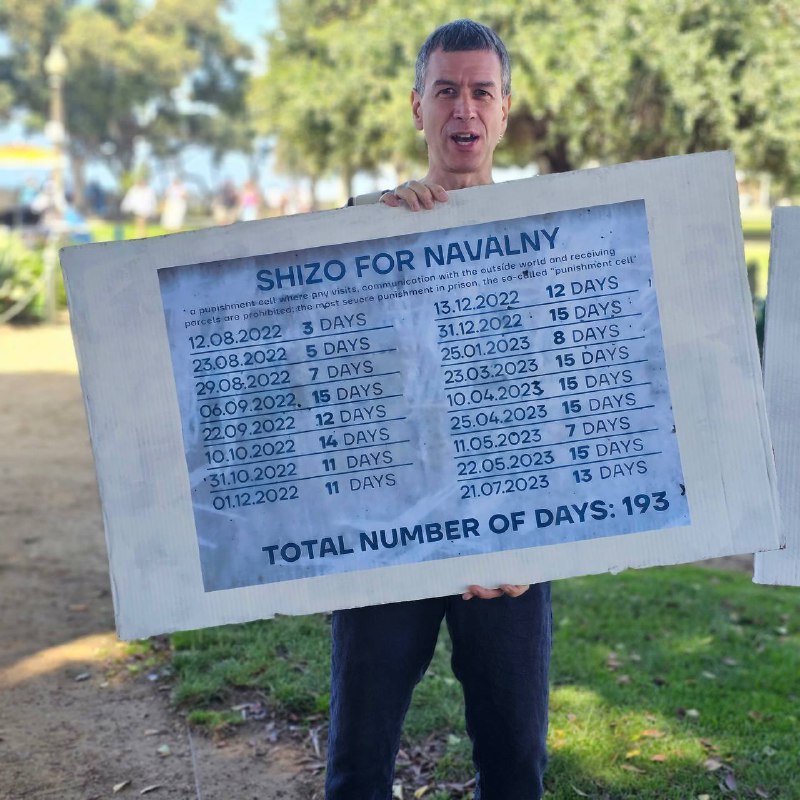 SHIZO FOR NAVALNY
* a punishment cell where any visits, communication with the outside world and receiving
parcels are prohibited; the most severe punishment in prison, the so-called "punishment cell"
12.08.2022 3 DAYS
23.08.2022 5 DAYS
29.08.2022 7 DAYS
06.09.2022 15 DAYS
22.09.2022 12 DAYS
10.10.2022 14 DAYS
31.10.2022 11 DAYS
01.12.2022 11 DAYS
13.12.2022 12 DAYS
31.12.2022 15 DAYS
25.01.2023 8 DAYS
23.03.2023 15 DAYS
10.04.2023 15 DAYS
25.04.2023 15 DAYS
11.05.2023 7 DAYS
22.05.2023 15 DAYS
21.07.2023 13 DAYS
TOTAL NUMBER OF DAYS: 193